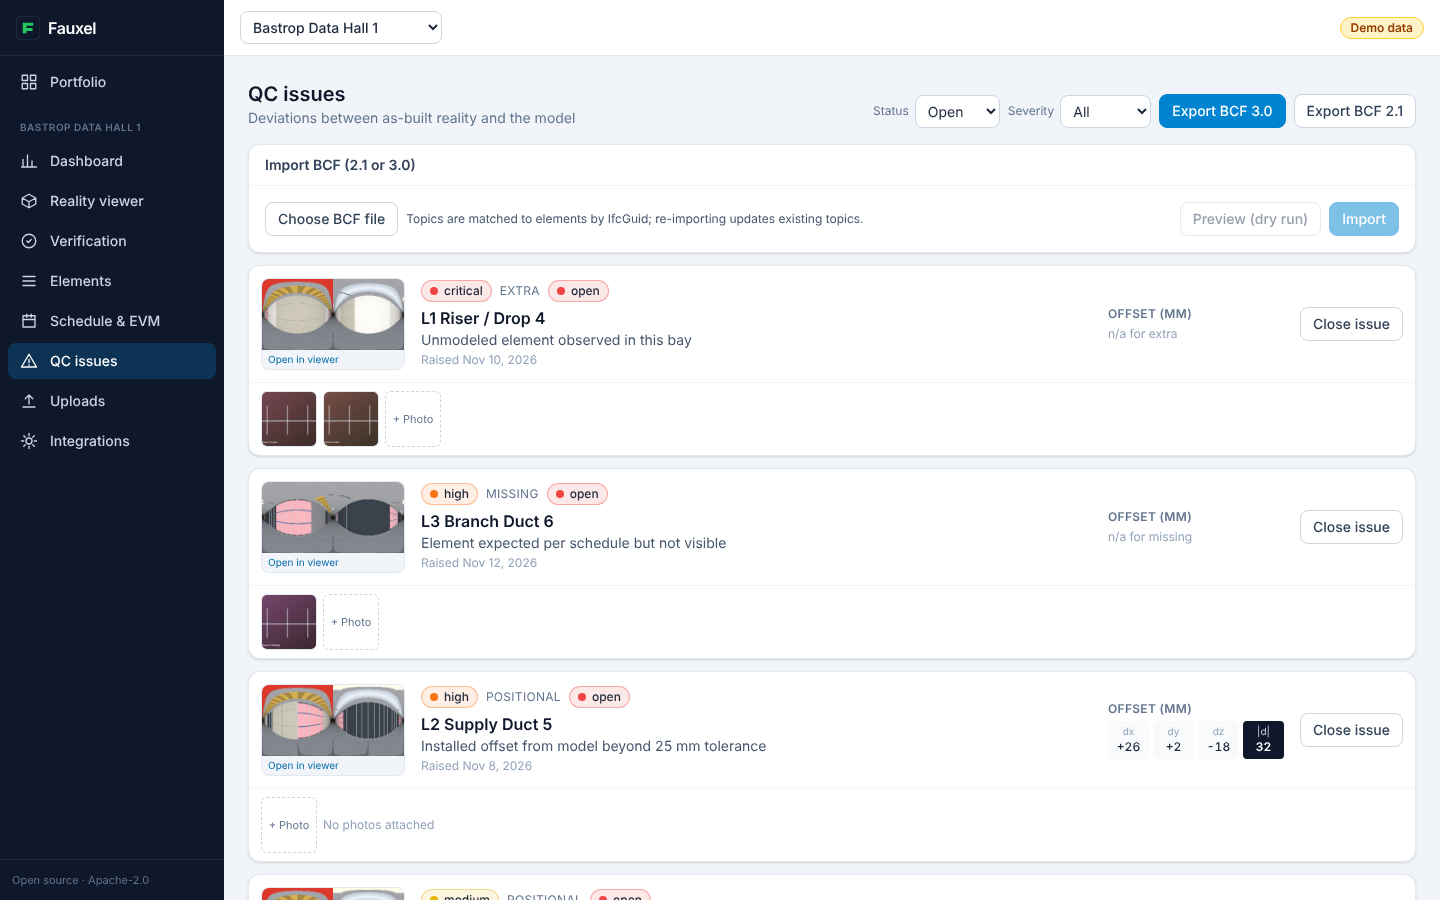 Fauxel
Bastrop Data Hall 1
Demo data
Portfolio
BASTROP DATA HALL 1
Dashboard
Reality viewer
Verification
Elements
Schedule & EVM
QC issues
Uploads
Integrations
Open source · Apache-2.0
QC issues
Deviations between as-built reality and the model
Status
Open
Severity
All
Export BCF 3.0
Export BCF 2.1
Import BCF (2.1 or 3.0)
Choose BCF file
Topics are matched to elements by IfcGuid; re-importing updates existing topics.
Preview (dry run)
Import
critical EXTRA open
L1 Riser / Drop 4
Unmodeled element observed in this bay
Raised Nov 10, 2026
Open in viewer
OFFSET (MM)
n/a for extra
Close issue
+ Photo
high MISSING open
L3 Branch Duct 6
Element expected per schedule but not visible
Raised Nov 12, 2026
Open in viewer
OFFSET (MM)
n/a for missing
Close issue
+ Photo
high POSITIONAL open
L2 Supply Duct 5
Installed offset from model beyond 25 mm tolerance
Raised Nov 8, 2026
Open in viewer
OFFSET (MM)
dx dy dz |d|
+26 +2 -18 32
Close issue
+ Photo
No photos attached
medium POSITIONAL open